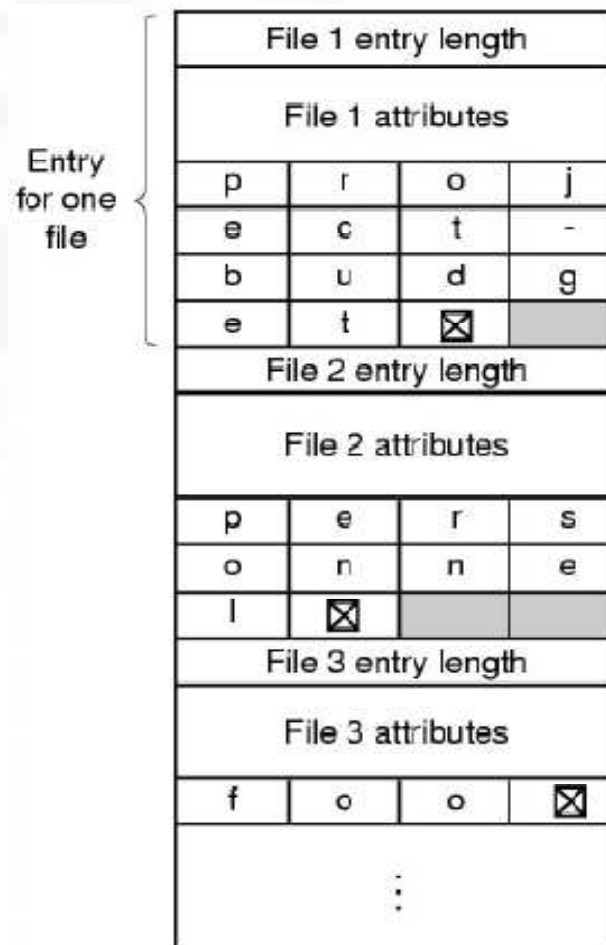 File 1 entry length
File 1 attributes
Entry
for one
file
p r o j
e c t -
b u d g
e t ☒
File 2 entry length
File 2 attributes
p e r s
o n n e
l ☒
File 3 entry length
File 3 attributes
f o o ☒
⋮